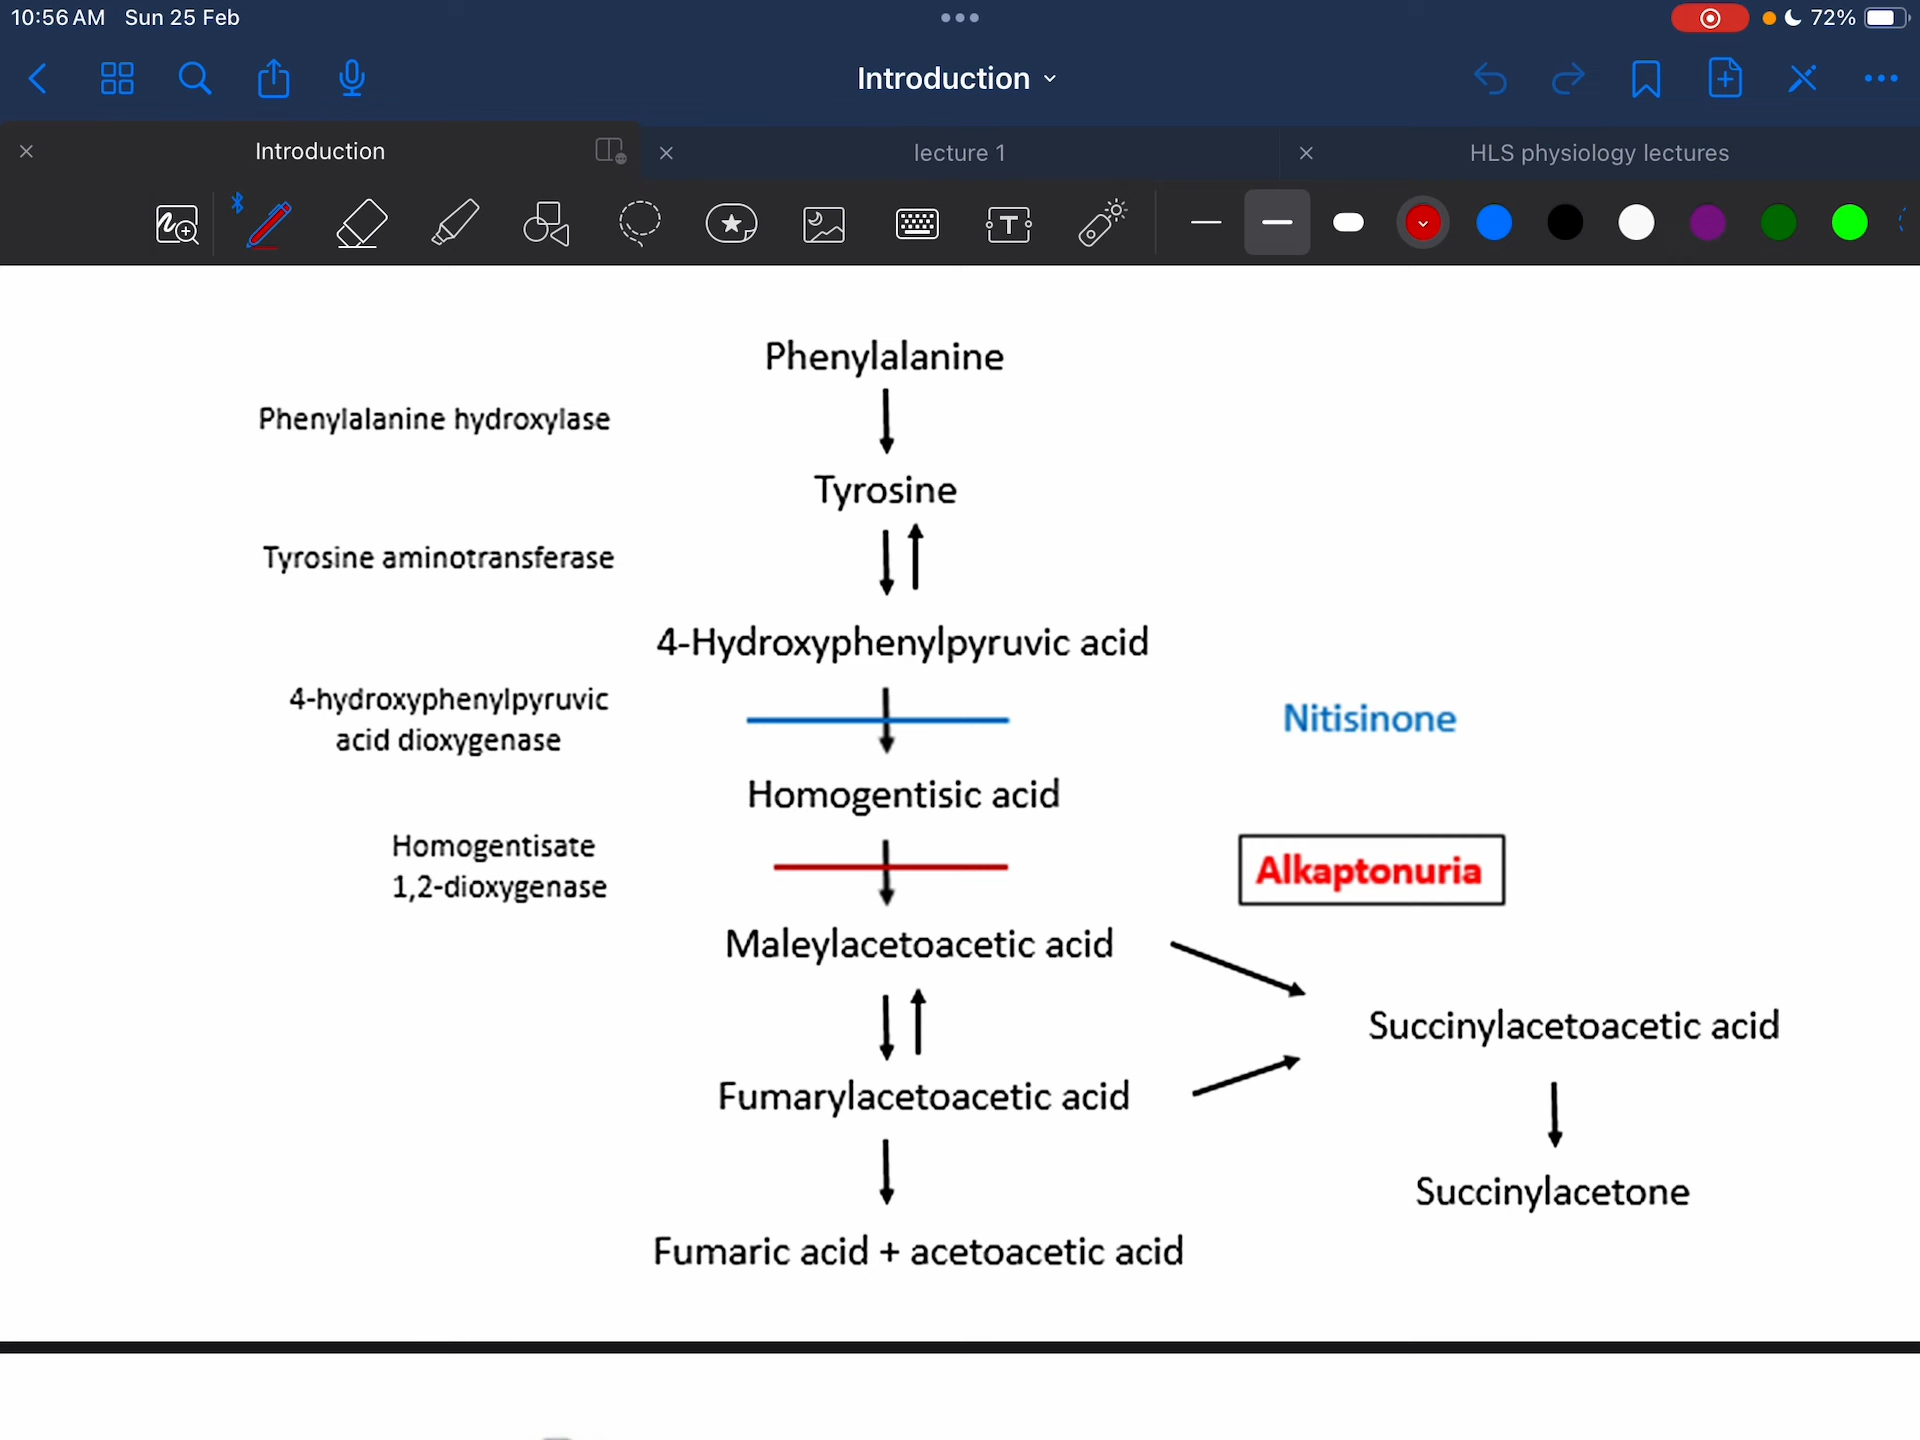 10:56 AM Sun 25 Feb
72%
Introduction
Introduction
lecture 1
HLS physiology lectures
T
Phenylalanine
Phenylalanine hydroxylase
Tyrosine
Tyrosine aminotransferase
4-Hydroxyphenylpyruvic acid
4-hydroxyphenylpyruvic
acid dioxygenase
Nitisinone
Homogentisic acid
Homogentisate
1,2-dioxygenase
Alkaptonuria
Maleylacetoacetic acid
Succinylacetoacetic acid
Fumarylacetoacetic acid
Succinylacetone
Fumaric acid + acetoacetic acid